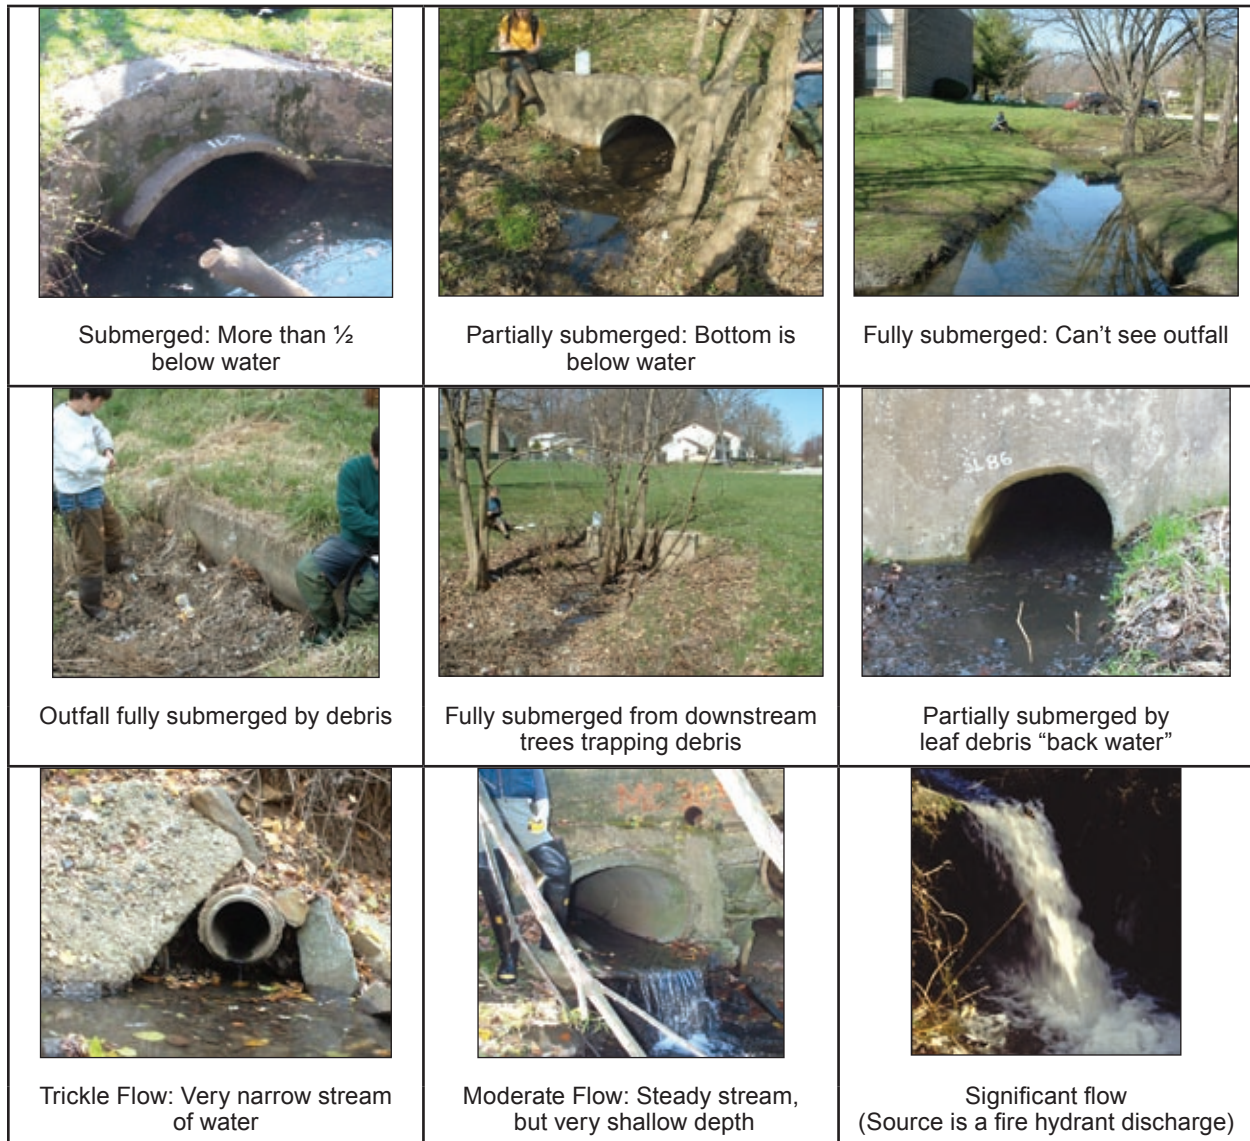 Submerged: More than ½
below water
Partially submerged: Bottom is
below water
Fully submerged: Can’t see outfall
SL86
Outfall fully submerged by debris
Fully submerged from downstream
trees trapping debris
Partially submerged by
leaf debris “back water”
Trickle Flow: Very narrow stream
of water
Moderate Flow: Steady stream,
but very shallow depth
Significant flow
(Source is a fire hydrant discharge)